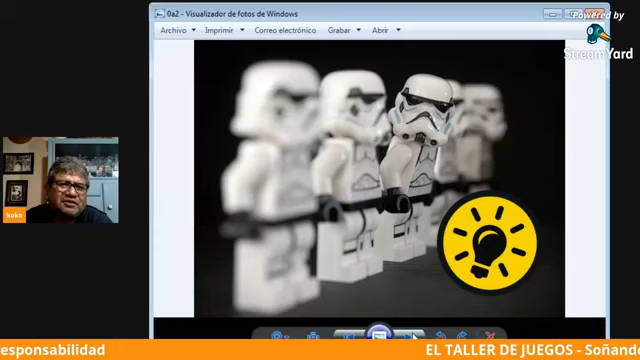 0a2 - Visualizador de fotos de Windows
Powered by
StreamYard
Archivo Imprimir Correo electrónico Grabar Abrir
koko
esponsabilidad EL TALLER DE JUEGOS - Soñando